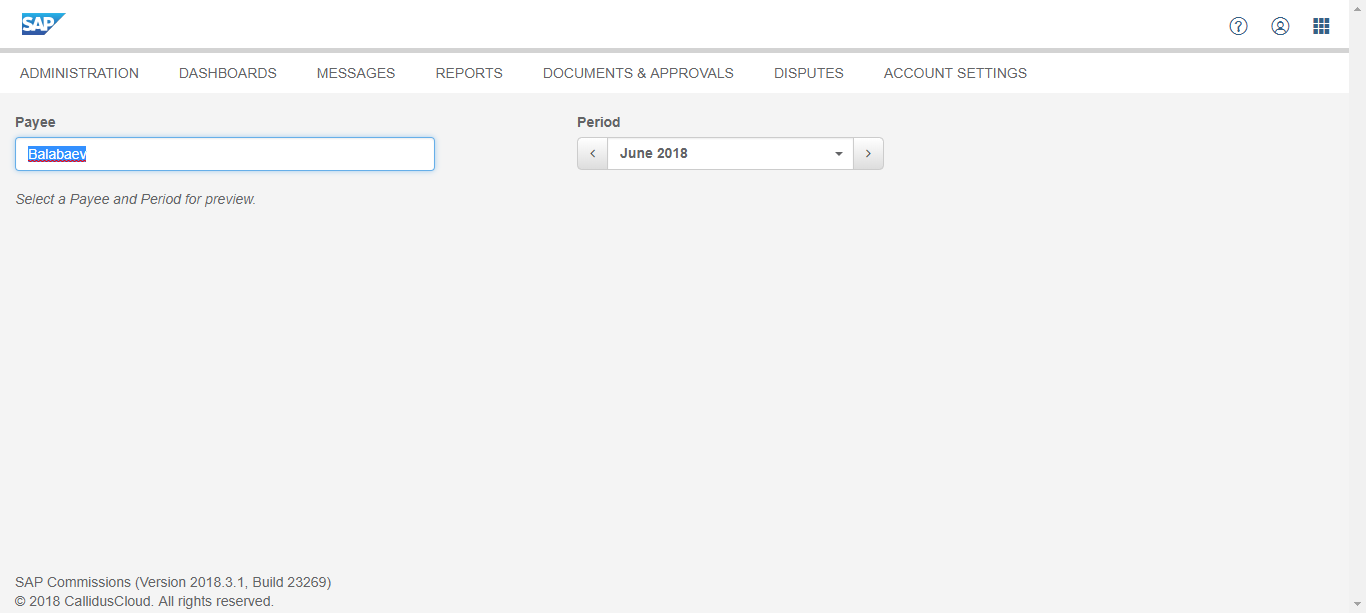 SAP
ADMINISTRATION DASHBOARDS MESSAGES REPORTS DOCUMENTS & APPROVALS DISPUTES ACCOUNT SETTINGS
Payee Period
Balabaev June 2018
Select a Payee and Period for preview.
SAP Commissions (Version 2018.3.1, Build 23269)
© 2018 CallidusCloud. All rights reserved.